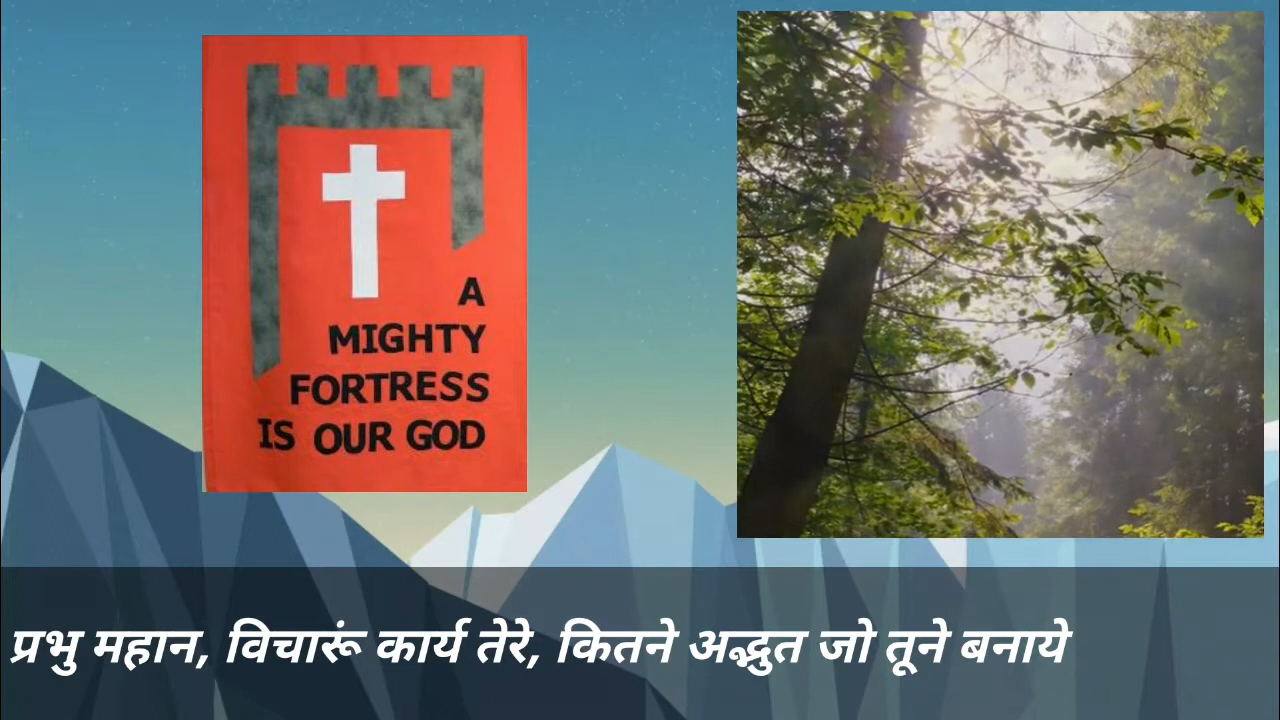 A
MIGHTY
FORTRESS
IS OUR GOD
प्रभु महान, विचारूं कार्य तेरे, कितने अद्भुत जो तूने बनाये